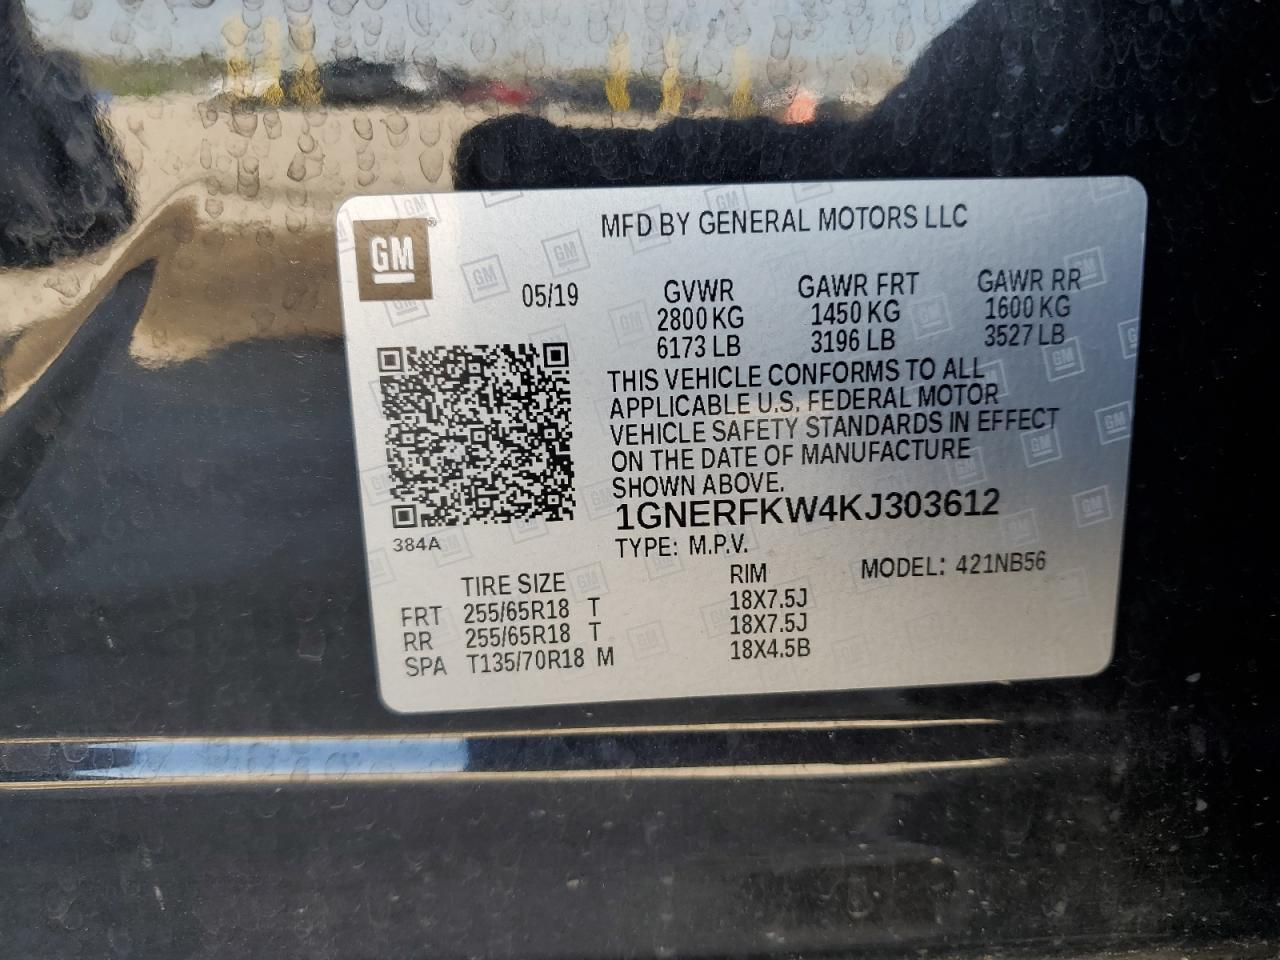 GM
MFD BY GENERAL MOTORS LLC
05/19
GVWR GAWR FRT GAWR RR
2800 KG 1450 KG 1600 KG
6173 LB 3196 LB 3527 LB
THIS VEHICLE CONFORMS TO ALL
APPLICABLE U.S. FEDERAL MOTOR
VEHICLE SAFETY STANDARDS IN EFFECT
ON THE DATE OF MANUFACTURE
SHOWN ABOVE.
1GNERFKW4KJ303612
384A
TYPE: M.P.V. MODEL: 421NB56
TIRE SIZE RIM
FRT 255/65R18 T 18X7.5J
RR 255/65R18 T 18X7.5J
SPA T135/70R18 M 18X4.5B